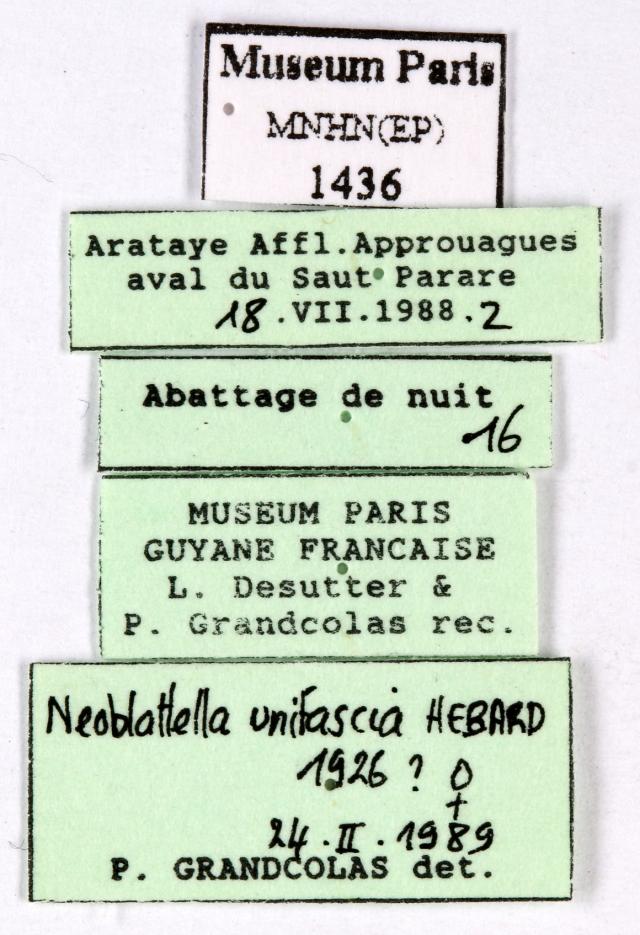 Museum Paris
MNHN(EP)
1436
Arataye Affl.Approuagues
aval du Saut Parare
18.VII.1988.2
Abattage de nuit
16
MUSEUM PARIS
GUYANE FRANCAISE
L. Desutter &
P. Grandcolas rec.
Neoblattella unifascia HEBARD
1926 ? ♀
24.II.1989
P. GRANDCOLAS det.